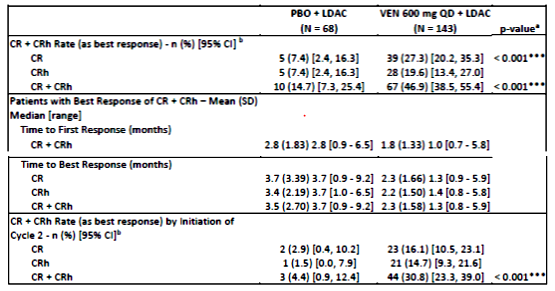 PBO + LDAC VEN 600 mg QD + LDAC
(N = 68) (N = 143) p-valueᵃ
CR + CRh Rate (as best response) - n (%) [95% CI] ᵇ
CR 5 (7.4) [2.4, 16.3] 39 (27.3) [20.2, 35.3] < 0.001***
CRh 5 (7.4) [2.4, 16.3] 28 (19.6) [13.4, 27.0]
CR + CRh 10 (14.7) [7.3, 25.4] 67 (46.9) [38.5, 55.4] < 0.001***
Patients with Best Response of CR + CRh – Mean (SD)
Median [range]
Time to First Response (months)
CR + CRh 2.8 (1.83) 2.8 [0.9 - 6.5] 1.8 (1.33) 1.0 [0.7 - 5.8]
Time to Best Response (months)
CR 3.7 (3.39) 3.7 [0.9 - 9.2] 2.3 (1.66) 1.3 [0.9 - 5.9]
CRh 3.4 (2.19) 3.7 [1.0 - 6.5] 2.2 (1.50) 1.4 [0.8 - 5.8]
CR + CRh 3.5 (2.70) 3.7 [0.9 - 9.2] 2.3 (1.58) 1.3 [0.8 - 5.9]
CR + CRh Rate (as best response) by Initiation of
Cycle 2 - n (%) [95% CI]ᵇ
CR 2 (2.9) [0.4, 10.2] 23 (16.1) [10.5, 23.1]
CRh 1 (1.5) [0.0, 7.9] 21 (14.7) [9.3, 21.6]
CR + CRh 3 (4.4) [0.9, 12.4] 44 (30.8) [23.3, 39.0] < 0.001***